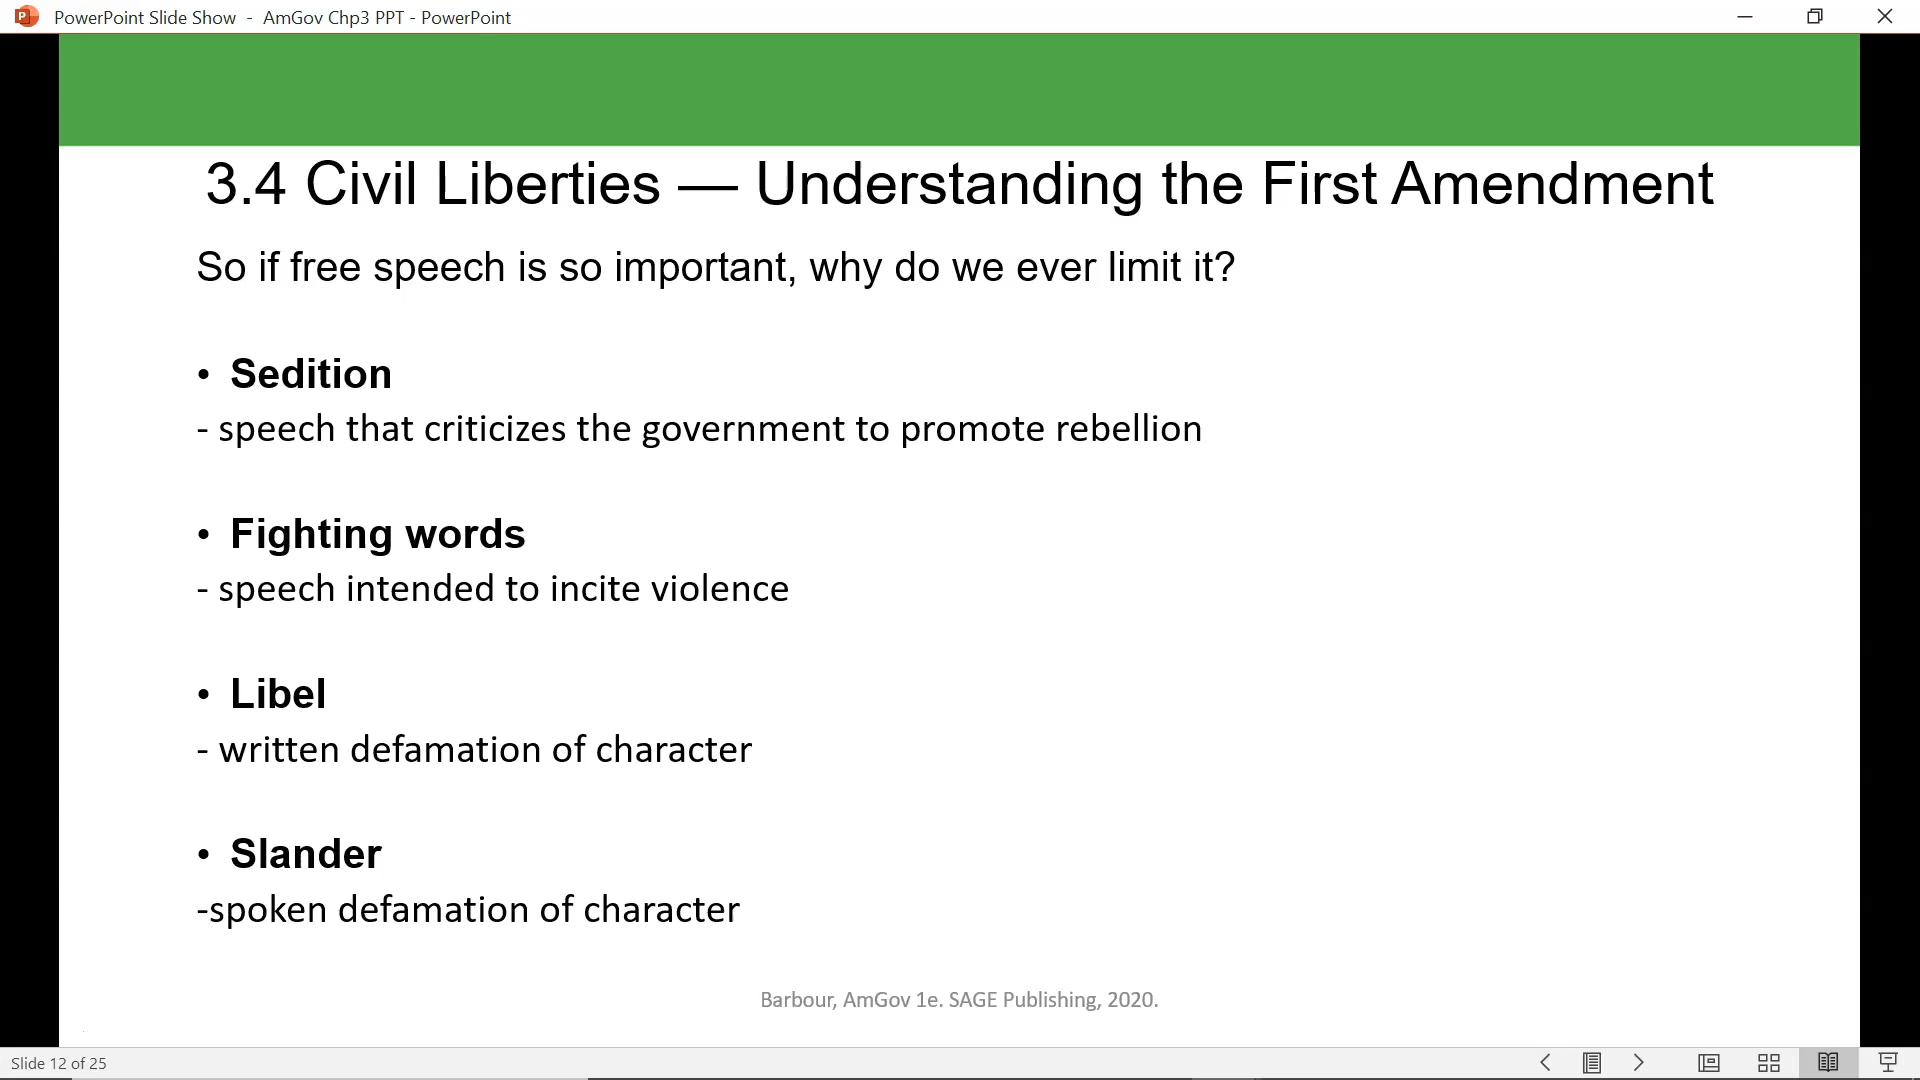 PowerPoint Slide Show - AmGov Chp3 PPT - PowerPoint
3.4 Civil Liberties — Understanding the First Amendment
So if free speech is so important, why do we ever limit it?
• Sedition
- speech that criticizes the government to promote rebellion
• Fighting words
- speech intended to incite violence
• Libel
- written defamation of character
• Slander
-spoken defamation of character
Barbour, AmGov 1e. SAGE Publishing, 2020.
Slide 12 of 25